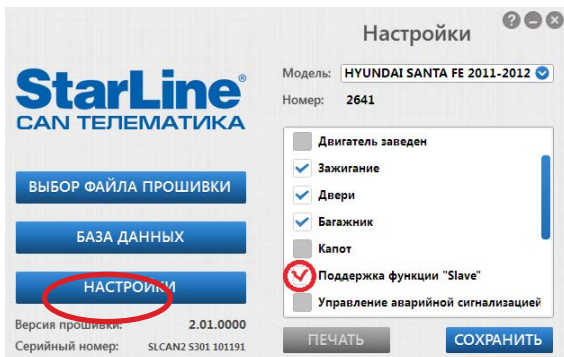 Настройки
StarLine®
CAN ТЕЛЕМАТИКА
Модель: HYUNDAI SANTA FE 2011-2012
Номер: 2641
Двигатель заведен
Зажигание
Двери
Багажник
Капот
Поддержка функции "Slave"
Управление аварийной сигнализацией
ВЫБОР ФАЙЛА ПРОШИВКИ
БАЗА ДАННЫХ
НАСТРОЙКИ
Версия прошивки: 2.01.0000
Серийный номер: SLCAN2 S301 101191
ПЕЧАТЬ
СОХРАНИТЬ